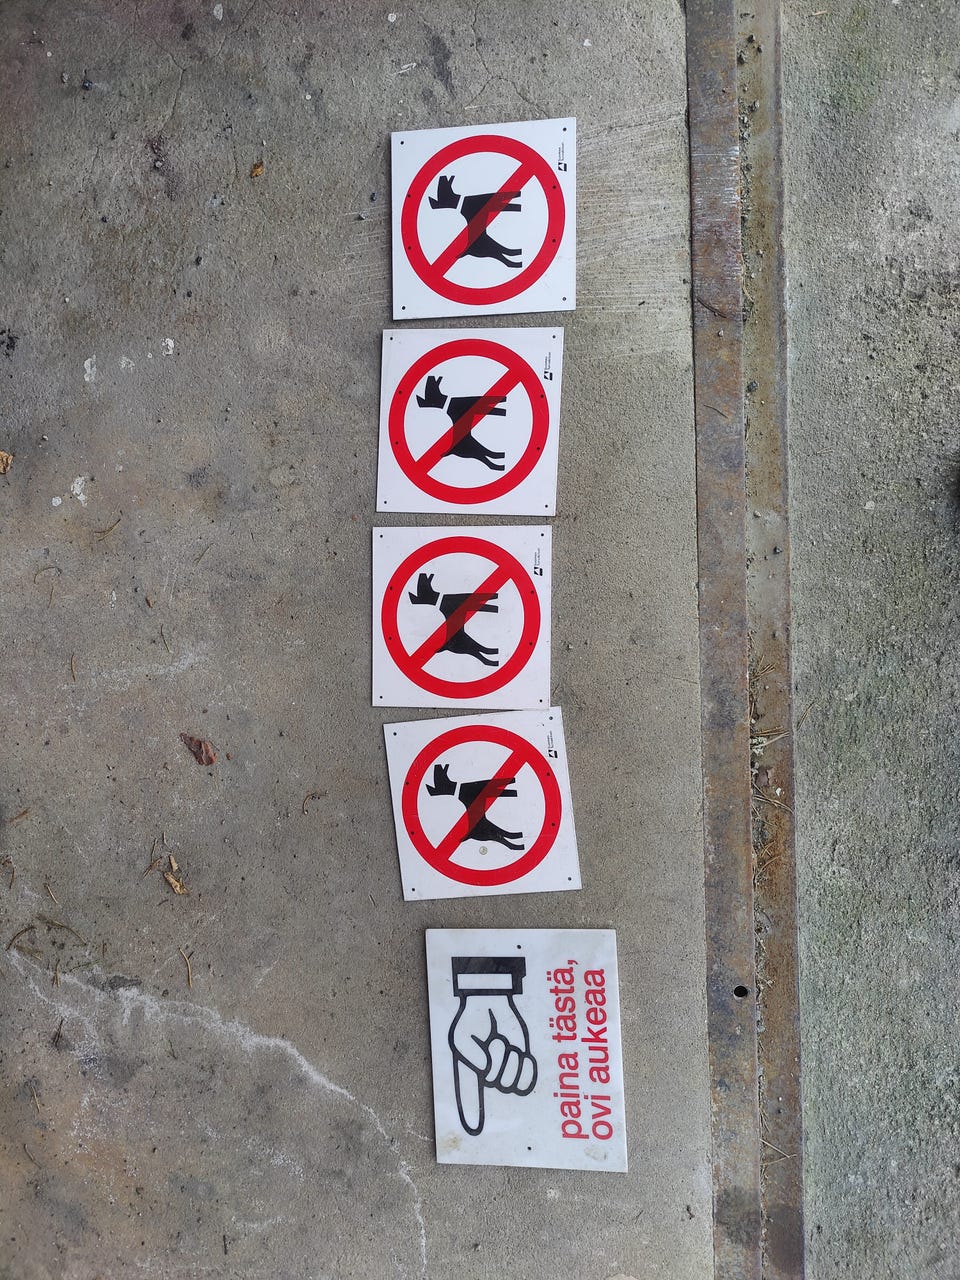 paina tästä,
ovi aukeaa